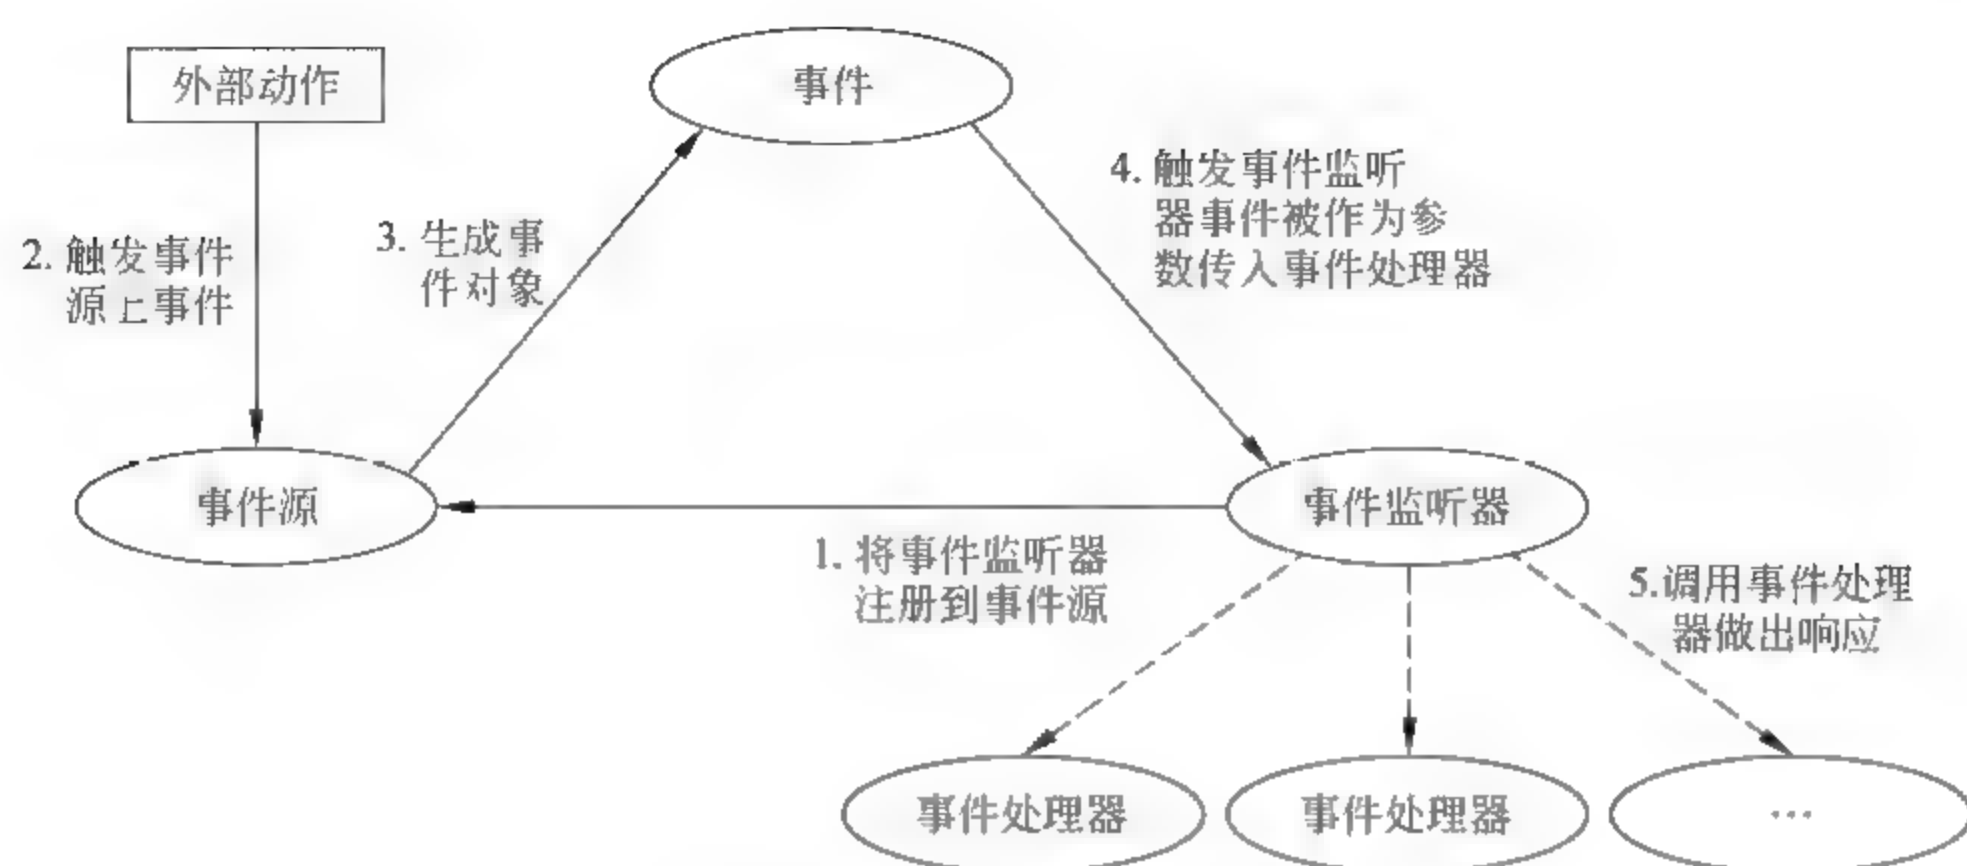 外部动作
事件
2. 触发事件
源上事件
3. 生成事
件对象
4. 触发事件监听
器事件被作为参
数传入事件处理器
事件源
事件监听器
1. 将事件监听器
注册到事件源
5.调用事件处理
器做出响应
事件处理器
事件处理器
…